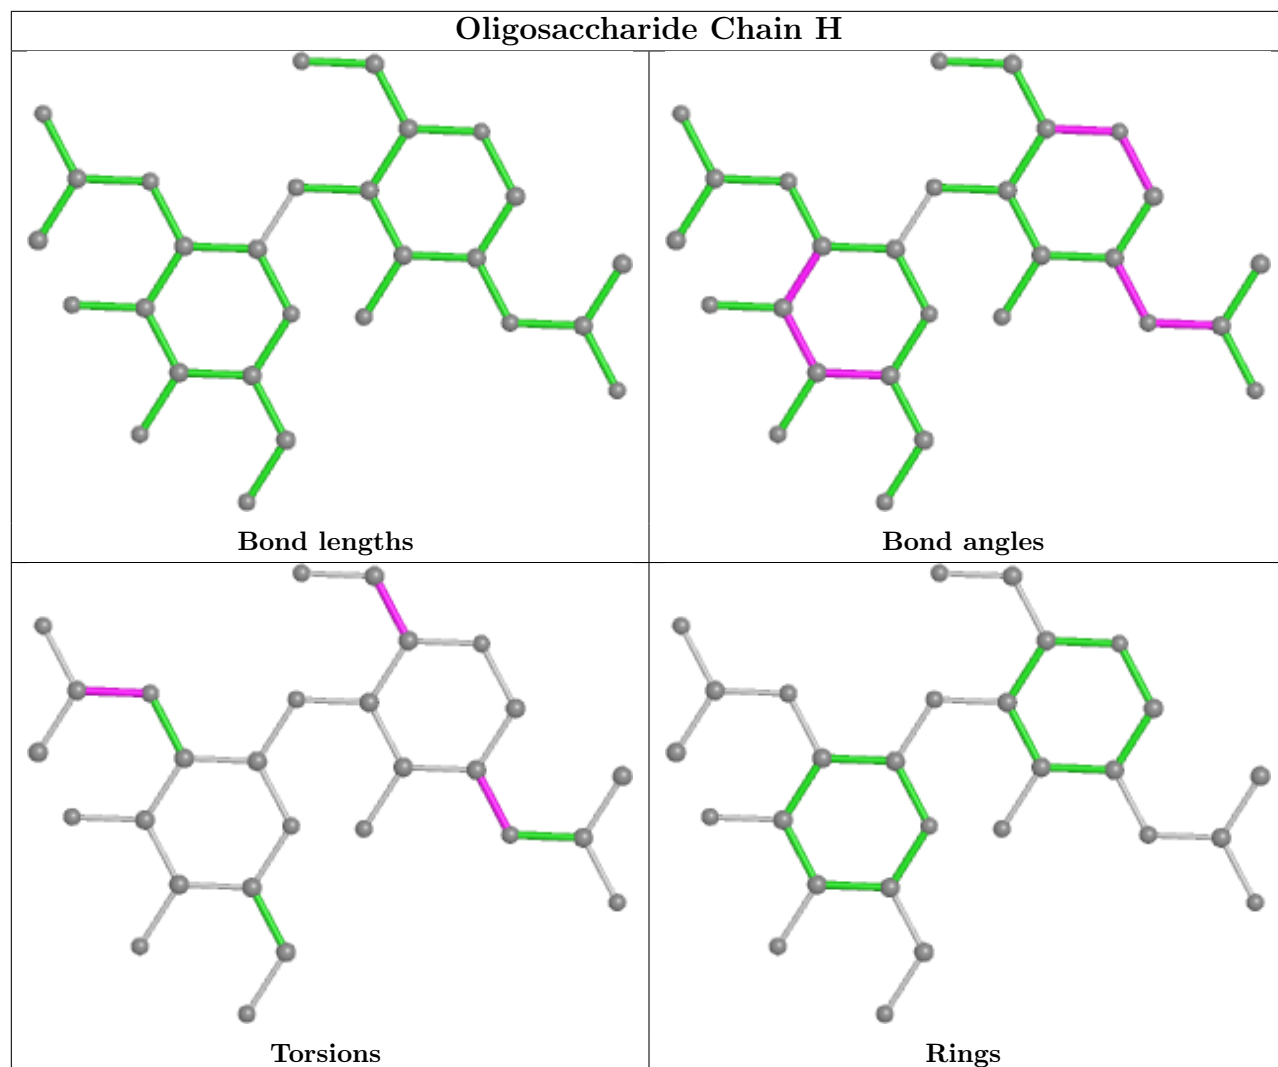 Oligosaccharide Chain H
Bond lengths
Bond angles
Torsions
Rings